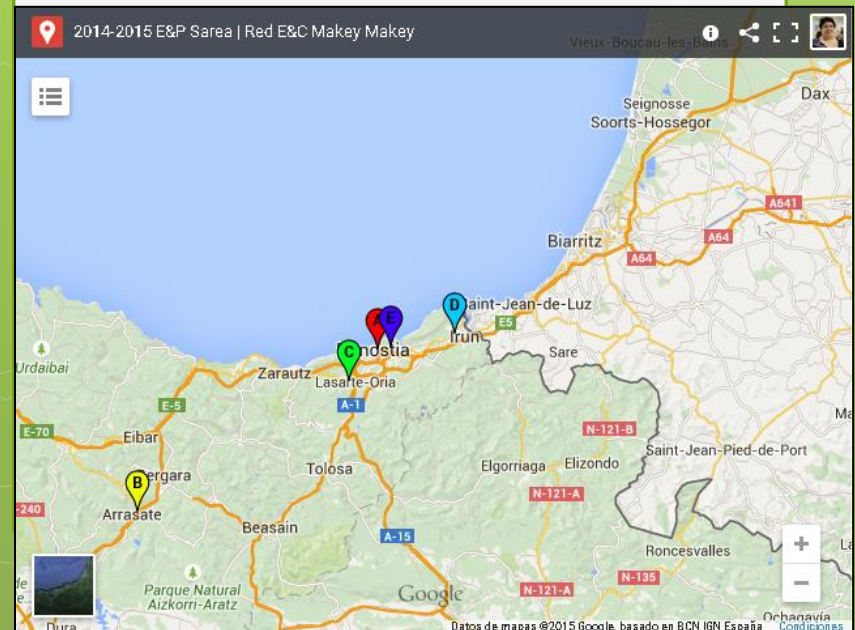 2014-2015 E&P Sarea | Red E&C Makey Makey
Vieux-Boucau-les-Bains
Dax
Seignosse
Soorts-Hossegor
A641
Biarritz
A64
A64
D
Saint-Jean-de-Luz
E
E5
Irun
Donostia
Sare
C
Urdaibai
Zarautz
Lasarte-Oria
E-5
A-1
E-70
Eibar
N-121-B
Saint-Jean-Pied-de-Port
Bergara
Tolosa
Elgorriaga
Elizondo
B
N-121-A
-240
Arrasate
Beasain
A-15
Roncesvalles
+
Parque Natural
Aizkorri-Aratz
Google
N-121-A
N-135
−
Ochagavía
Dura
Datos de mapas ©2015 Google, basado en BCN IGN España
Condiciones